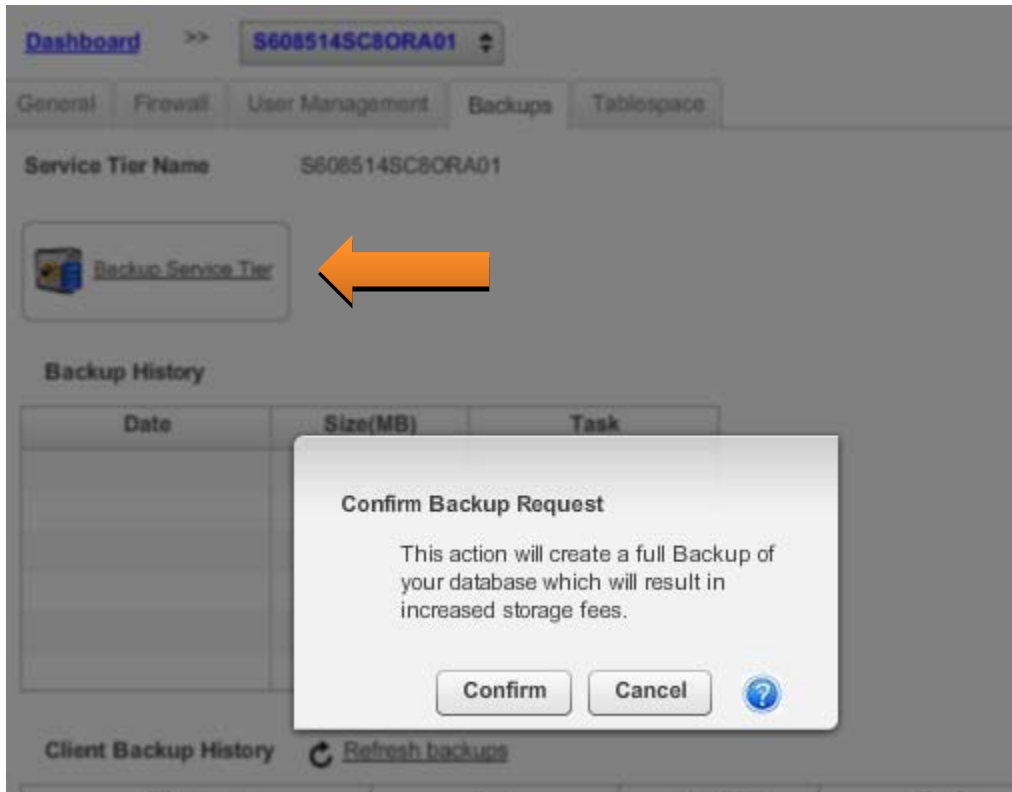 Dashboard >> S608514SC8ORA01
General Firewall User Management Backups Tablespace
Service Tier Name S608514SC8ORA01
Backup Service Tier
Backup History
Date Size(MB) Task
Confirm Backup Request
This action will create a full Backup of
your database which will result in
increased storage fees.
Confirm Cancel ?
Client Backup History Refresh backups